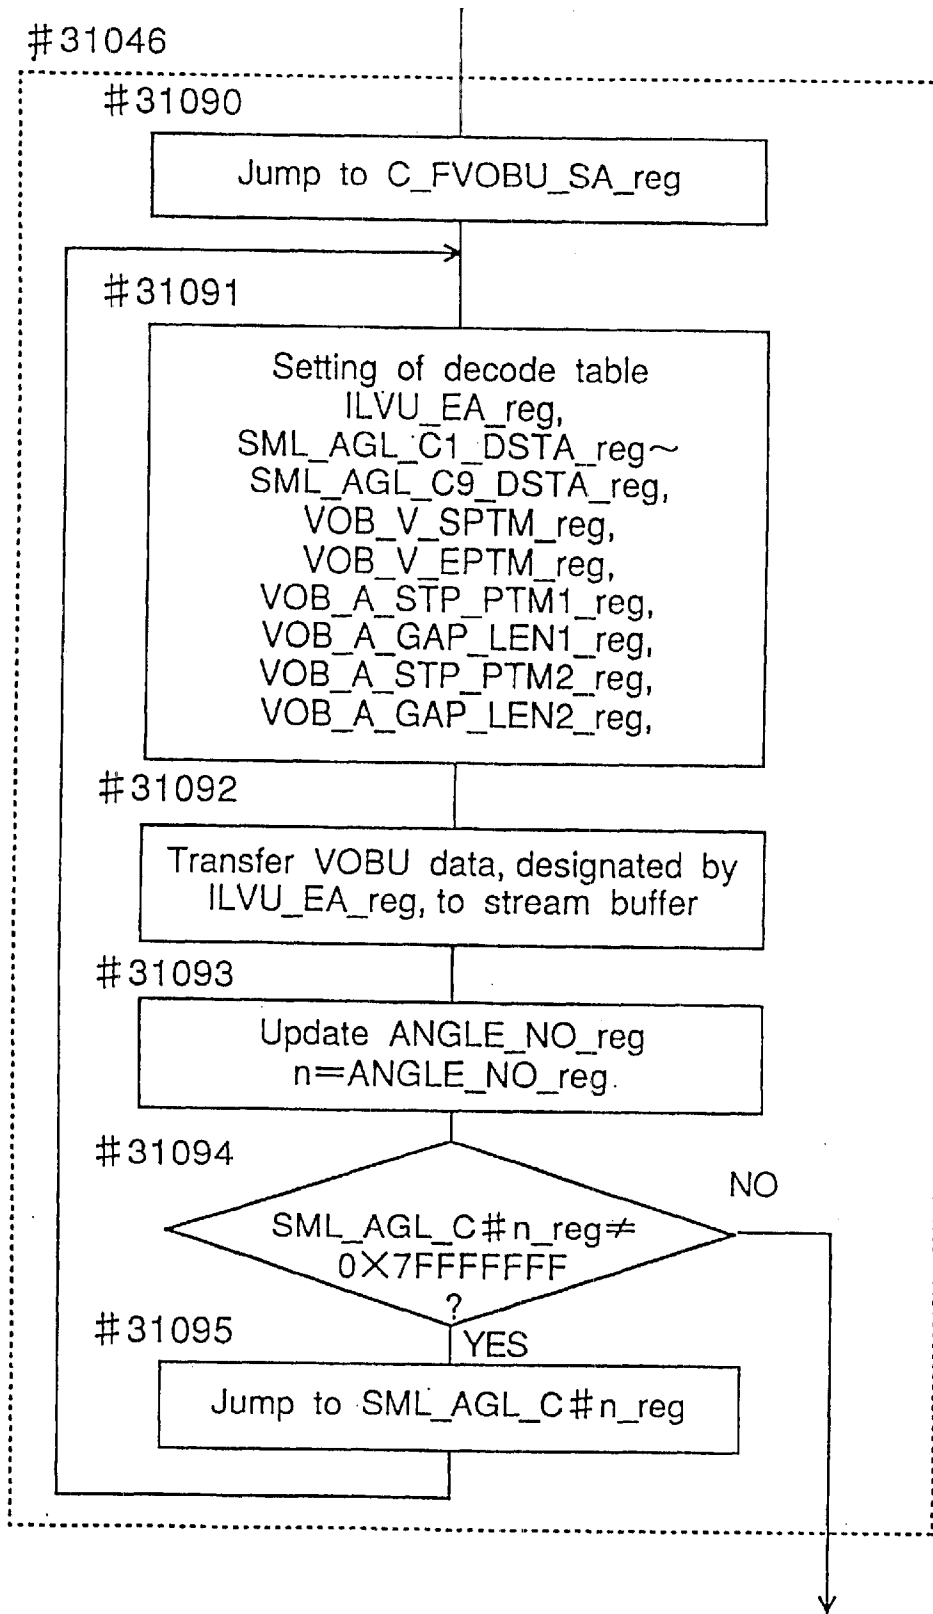 #31046
#31090
Jump to C_FVOBU_SA_reg
#31091
Setting of decode table
ILVU_EA_reg,
SML_AGL_C1_DSTA_reg~
SML_AGL_C9_DSTA_reg,
VOB_V_SPTM_reg,
VOB_V_EPTM_reg,
VOB_A_STP_PTM1_reg,
VOB_A_GAP_LEN1_reg,
VOB_A_STP_PTM2_reg,
VOB_A_GAP_LEN2_reg,
#31092
Transfer VOBU data, designated by
ILVU_EA_reg, to stream buffer
#31093
Update ANGLE_NO_reg
n=ANGLE_NO_reg.
#31094
NO
SML_AGL_C#n_reg≠
0X7FFFFFFF
?
#31095
YES
Jump to SML_AGL_C#n_reg